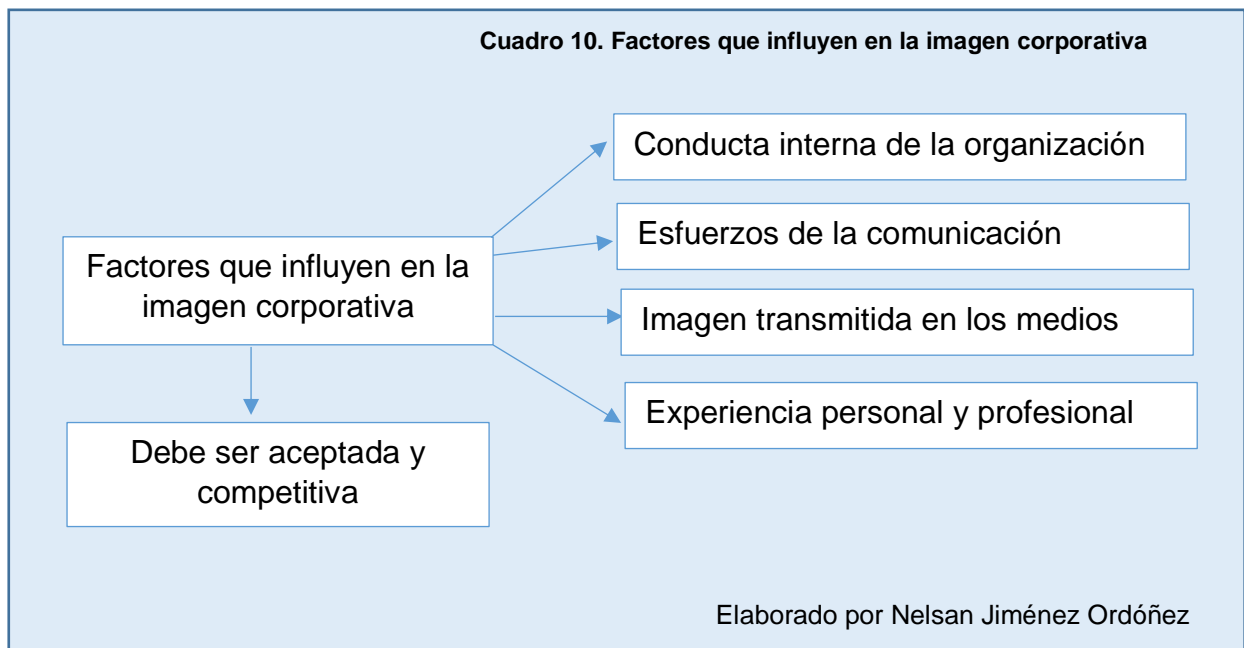 Cuadro 10. Factores que influyen en la imagen corporativa
Factores que influyen en la
imagen corporativa
Debe ser aceptada y
competitiva
Conducta interna de la organización
Esfuerzos de la comunicación
Imagen transmitida en los medios
Experiencia personal y profesional
Elaborado por Nelsan Jiménez Ordóñez